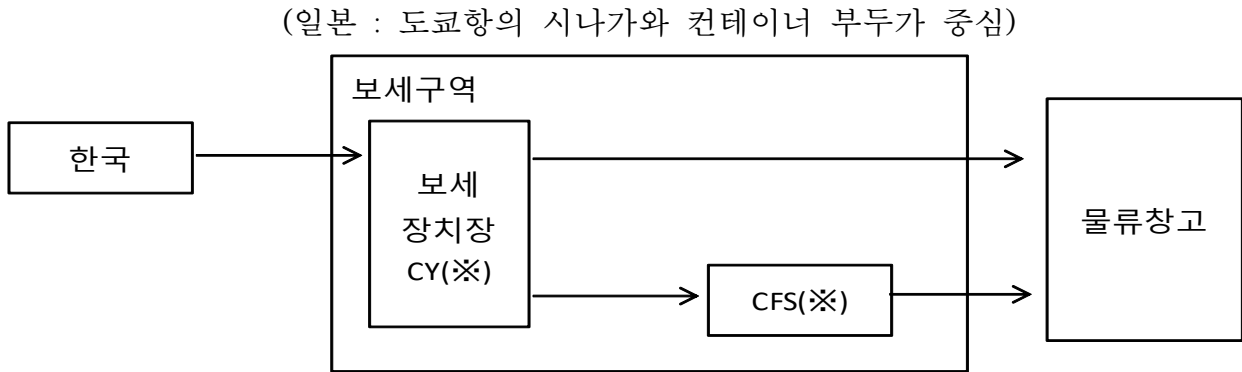 (일본 : 도쿄항의 시나가와 컨테이너 부두가 중심)
보세구역
한국
보세
장치장
CY(※)
CFS(※)
물류창고